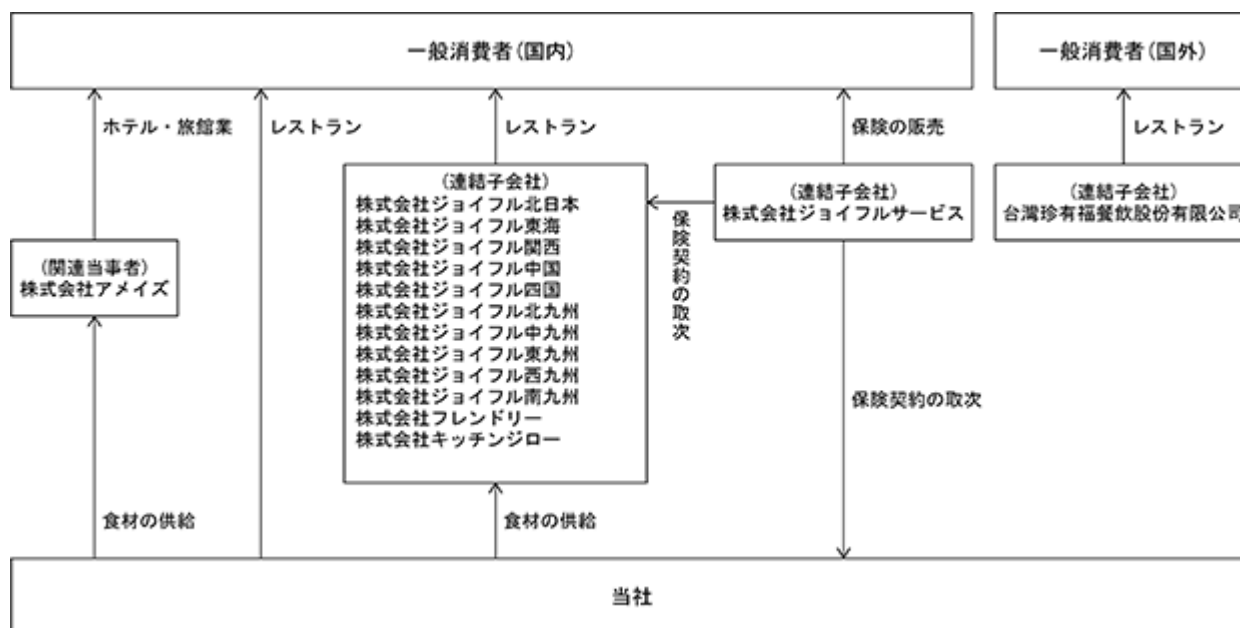 一般消費者(国内)
一般消費者(国外)
ホテル・旅館業
レストラン
レストラン
保険の販売
レストラン
(連結子会社)
株式会社ジョイフル北日本
株式会社ジョイフル東海
株式会社ジョイフル関西
株式会社ジョイフル中国
株式会社ジョイフル四国
株式会社ジョイフル北九州
株式会社ジョイフル中九州
株式会社ジョイフル東九州
株式会社ジョイフル西九州
株式会社ジョイフル南九州
株式会社フレンドリー
株式会社キッチンジロー
保険契約の取次
(連結子会社)
株式会社ジョイフルサービス
(連結子会社)
台灣珍有福餐飲股份有限公司
(関連当事者)
株式会社アメイズ
保険契約の取次
食材の供給
食材の供給
当社